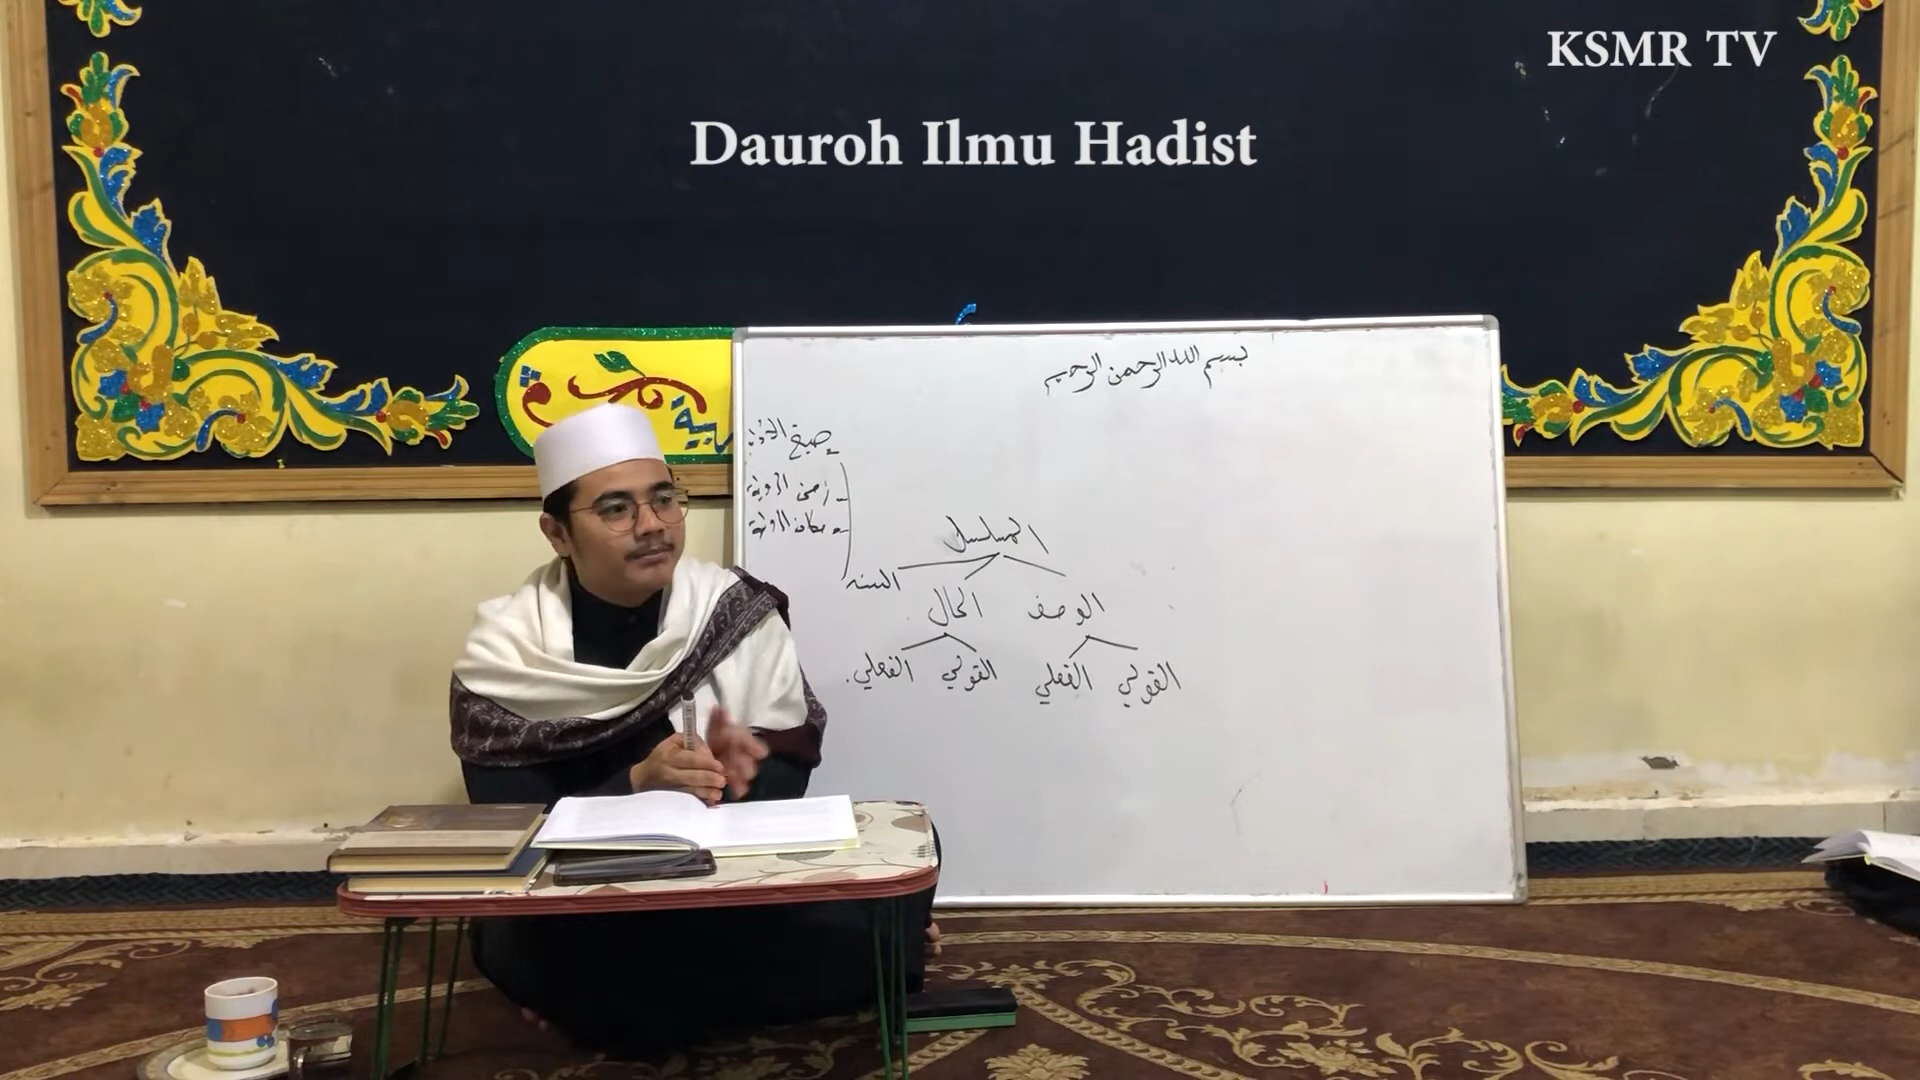 KSMR TV
Dauroh Ilmu Hadist
بسم الله الرحمن الرحيم
صيغ الأداء
- زمن الرواية
- مكان الرواية
المسلسل
الوصف الحال السند
القولي الفعلي القولي الفعلي.